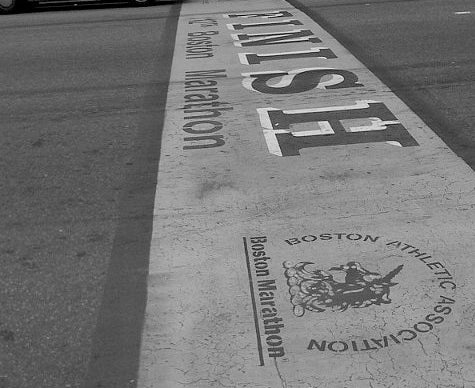 FINISH
Boston Marathon
BOSTON ATHLETIC ASSOCIATION
Boston Marathon